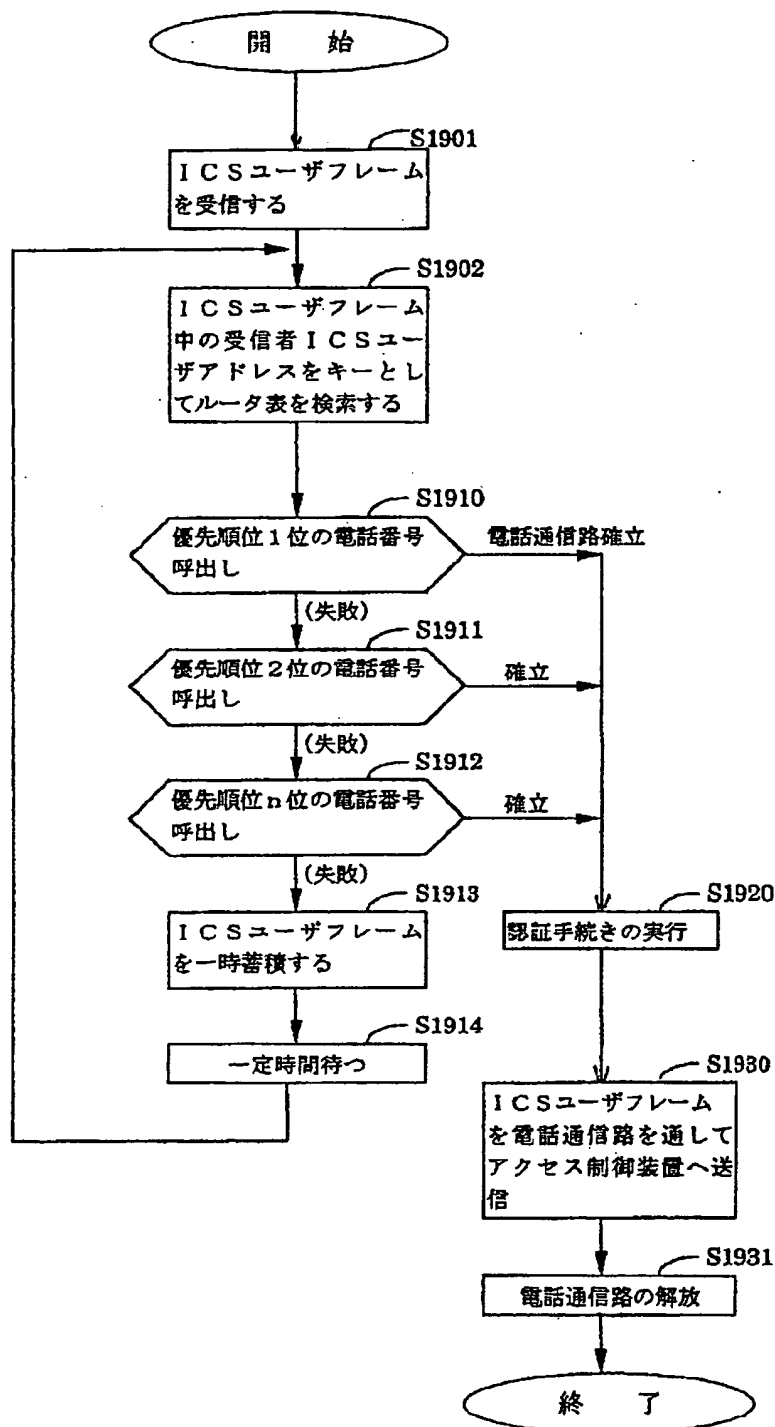 開 始
S1901
ICSユーザフレーム
を受信する
S1902
ICSユーザフレーム
中の受信者ICSユー
ザアドレスをキーとし
てルータ表を検索する
S1910
優先順位1位の電話番号
呼出し
電話通信路確立
(失敗)
S1911
優先順位2位の電話番号
呼出し
確立
(失敗)
S1912
優先順位n位の電話番号
呼出し
確立
(失敗)
S1913
ICSユーザフレーム
を一時蓄積する
S1914
一定時間待つ
S1920
認証手続きの実行
S1930
ICSユーザフレーム
を電話通信路を通して
アクセス制御装置へ送
信
S1931
電話通信路の解放
終 了